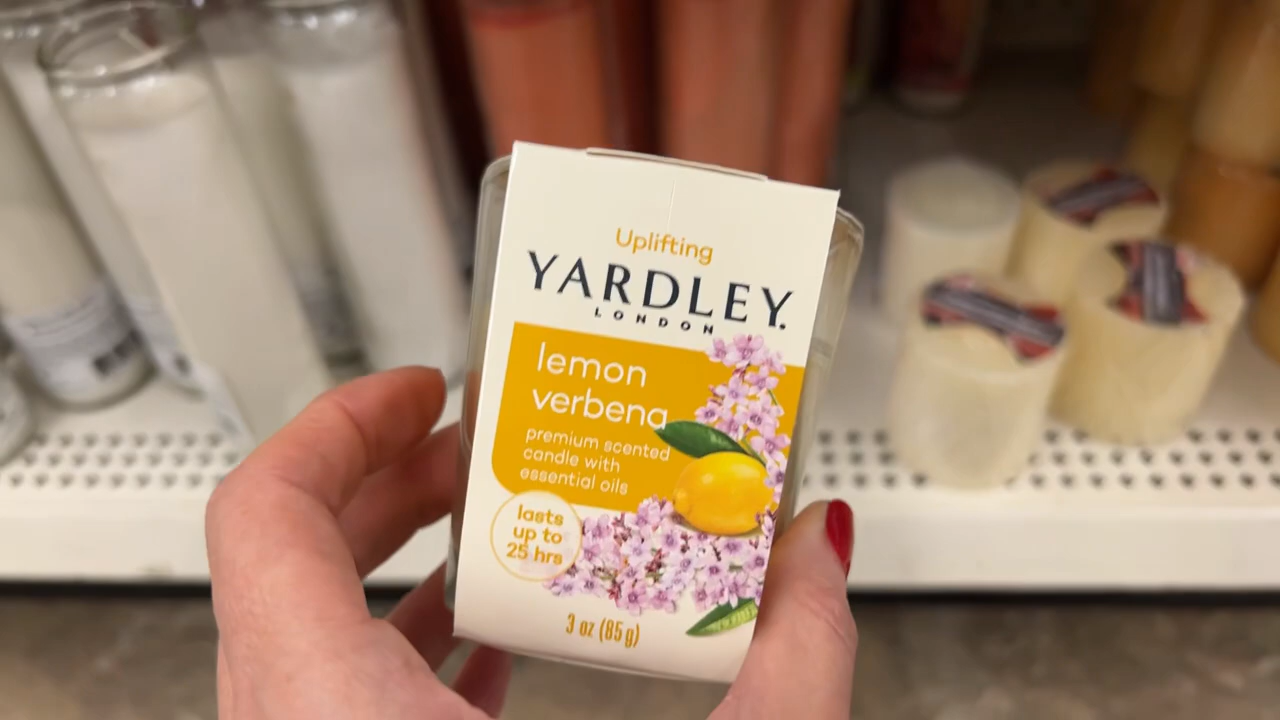 Uplifting
YARDLEY.
LONDON
lemon
verbena
premium scented
candle with
essential oils
lasts
up to
25 hrs
3 oz (85 g)